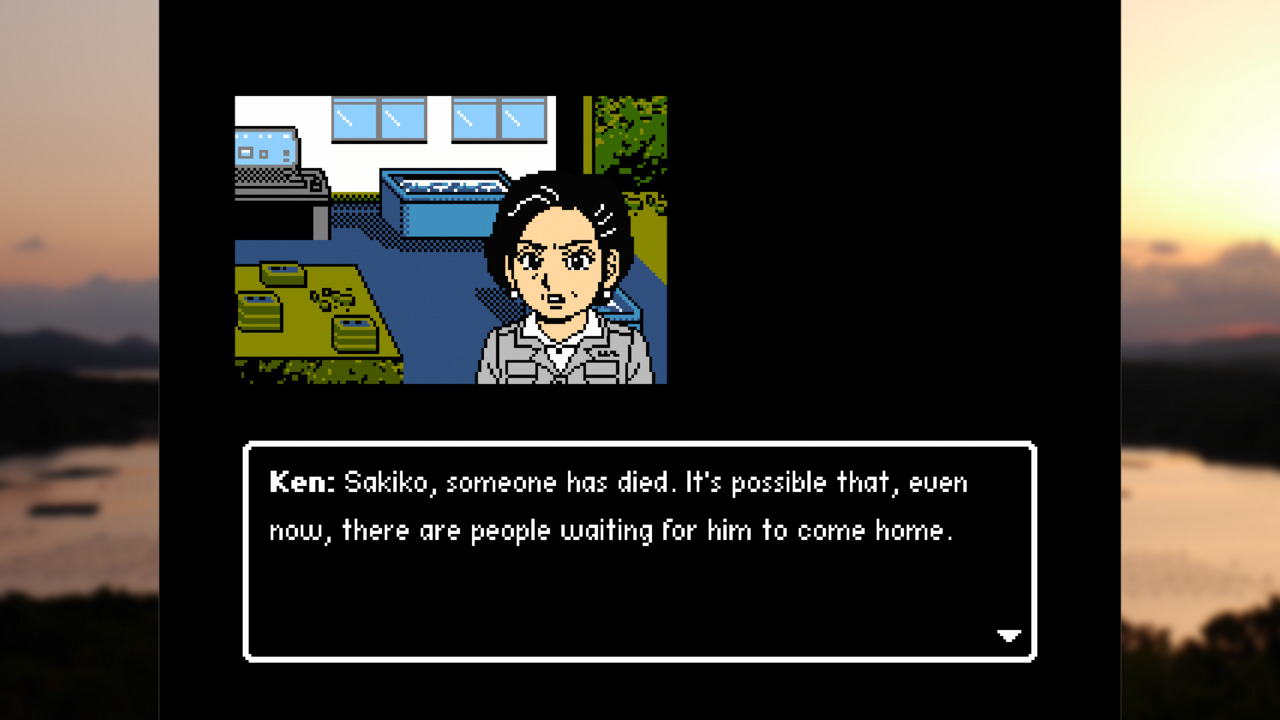 Ken: Sakiko, someone has died. It's possible that, even
now, there are people waiting for him to come home.